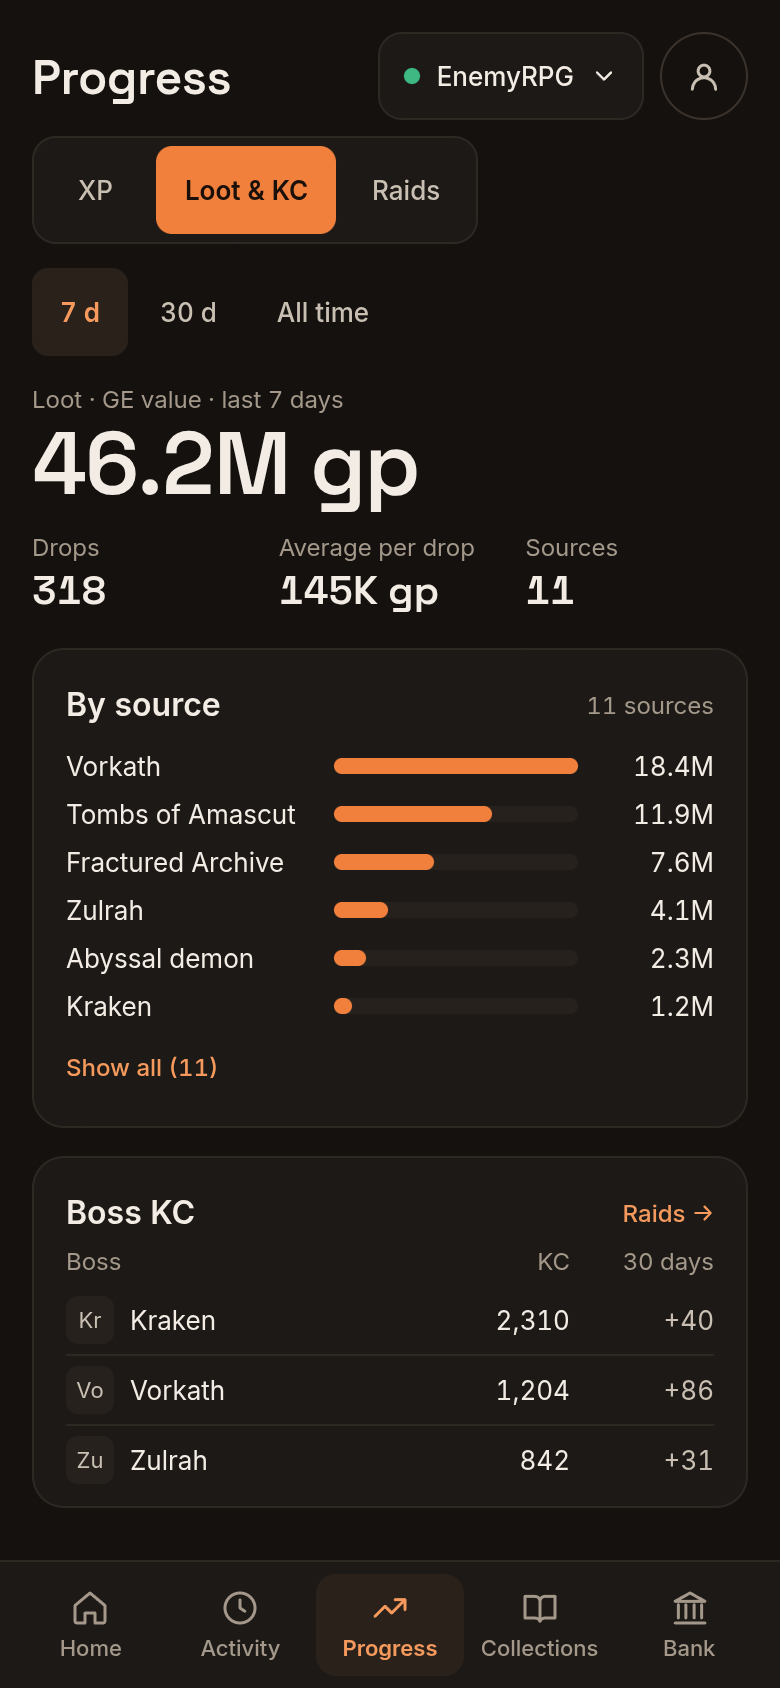 Progress
EnemyRPG
XP Loot & KC Raids
7 d 30 d All time
Loot · GE value · last 7 days
46.2M gp
Drops Average per drop Sources
318 145K gp 11
By source 11 sources
Vorkath 18.4M
Tombs of Amascut 11.9M
Fractured Archive 7.6M
Zulrah 4.1M
Abyssal demon 2.3M
Kraken 1.2M
Show all (11)
Boss KC Raids →
Boss KC 30 days
Kr Kraken 2,310 +40
Vo Vorkath 1,204 +86
Zu Zulrah 842 +31
Home Activity Progress Collections Bank